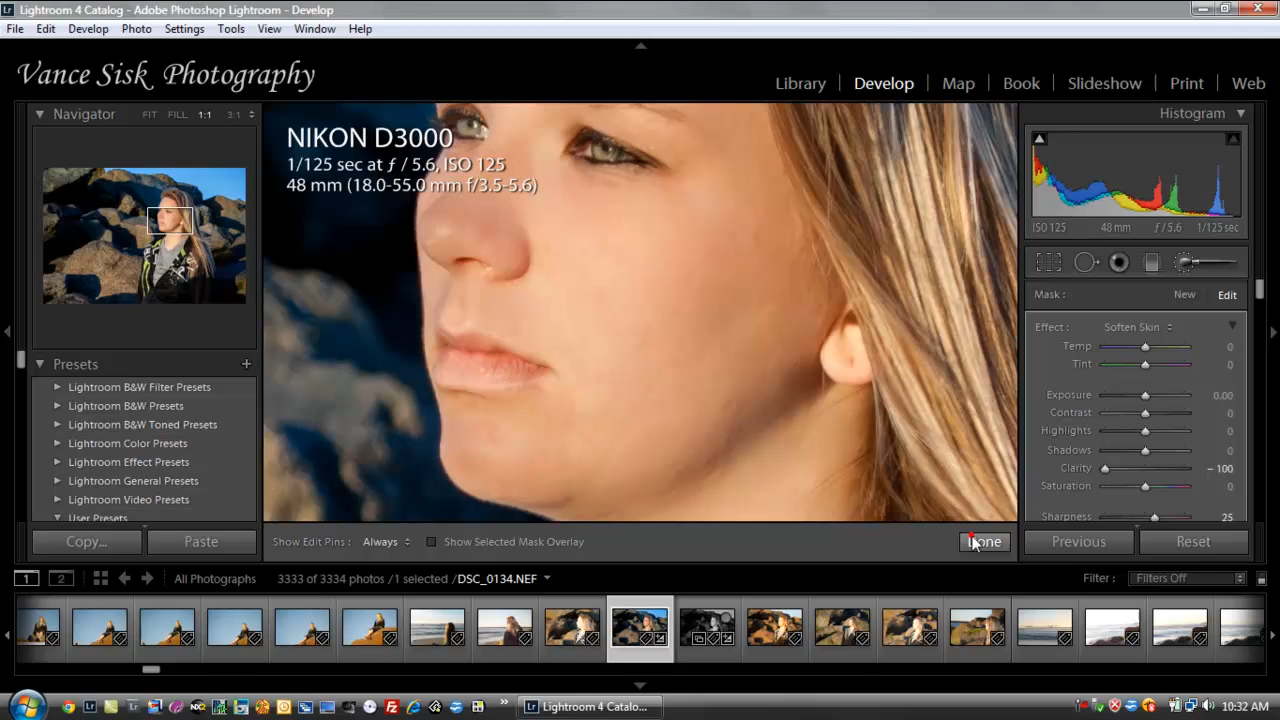 Lightroom 4 Catalog - Adobe Photoshop Lightroom - Develop
File Edit Develop Photo Settings Tools View Window Help
Vance Sisk Photography
Library Develop Map Book Slideshow Print Web
Navigator FIT FILL 1:1 3:1
Histogram
NIKON D3000
1/125 sec at ƒ / 5.6, ISO 125
48 mm (18.0-55.0 mm f/3.5-5.6)
ISO 125 48 mm ƒ / 5.6 1/125 sec
Mask : New Edit
Effect : Soften Skin
Temp 0
Tint 0
Exposure 0.00
Contrast 0
Highlights 0
Shadows 0
Clarity – 100
Saturation 0
Sharpness 25
Presets +
Lightroom B&W Filter Presets
Lightroom B&W Presets
Lightroom B&W Toned Presets
Lightroom Color Presets
Lightroom Effect Presets
Lightroom General Presets
Lightroom Video Presets
User Presets
Copy... Paste
Show Edit Pins : Always Show Selected Mask Overlay Done
Previous Reset
1 2 All Photographs 3333 of 3334 photos / 1 selected / DSC_0134.NEF Filter : Filters Off
Lightroom 4 Catalo... 10:32 AM